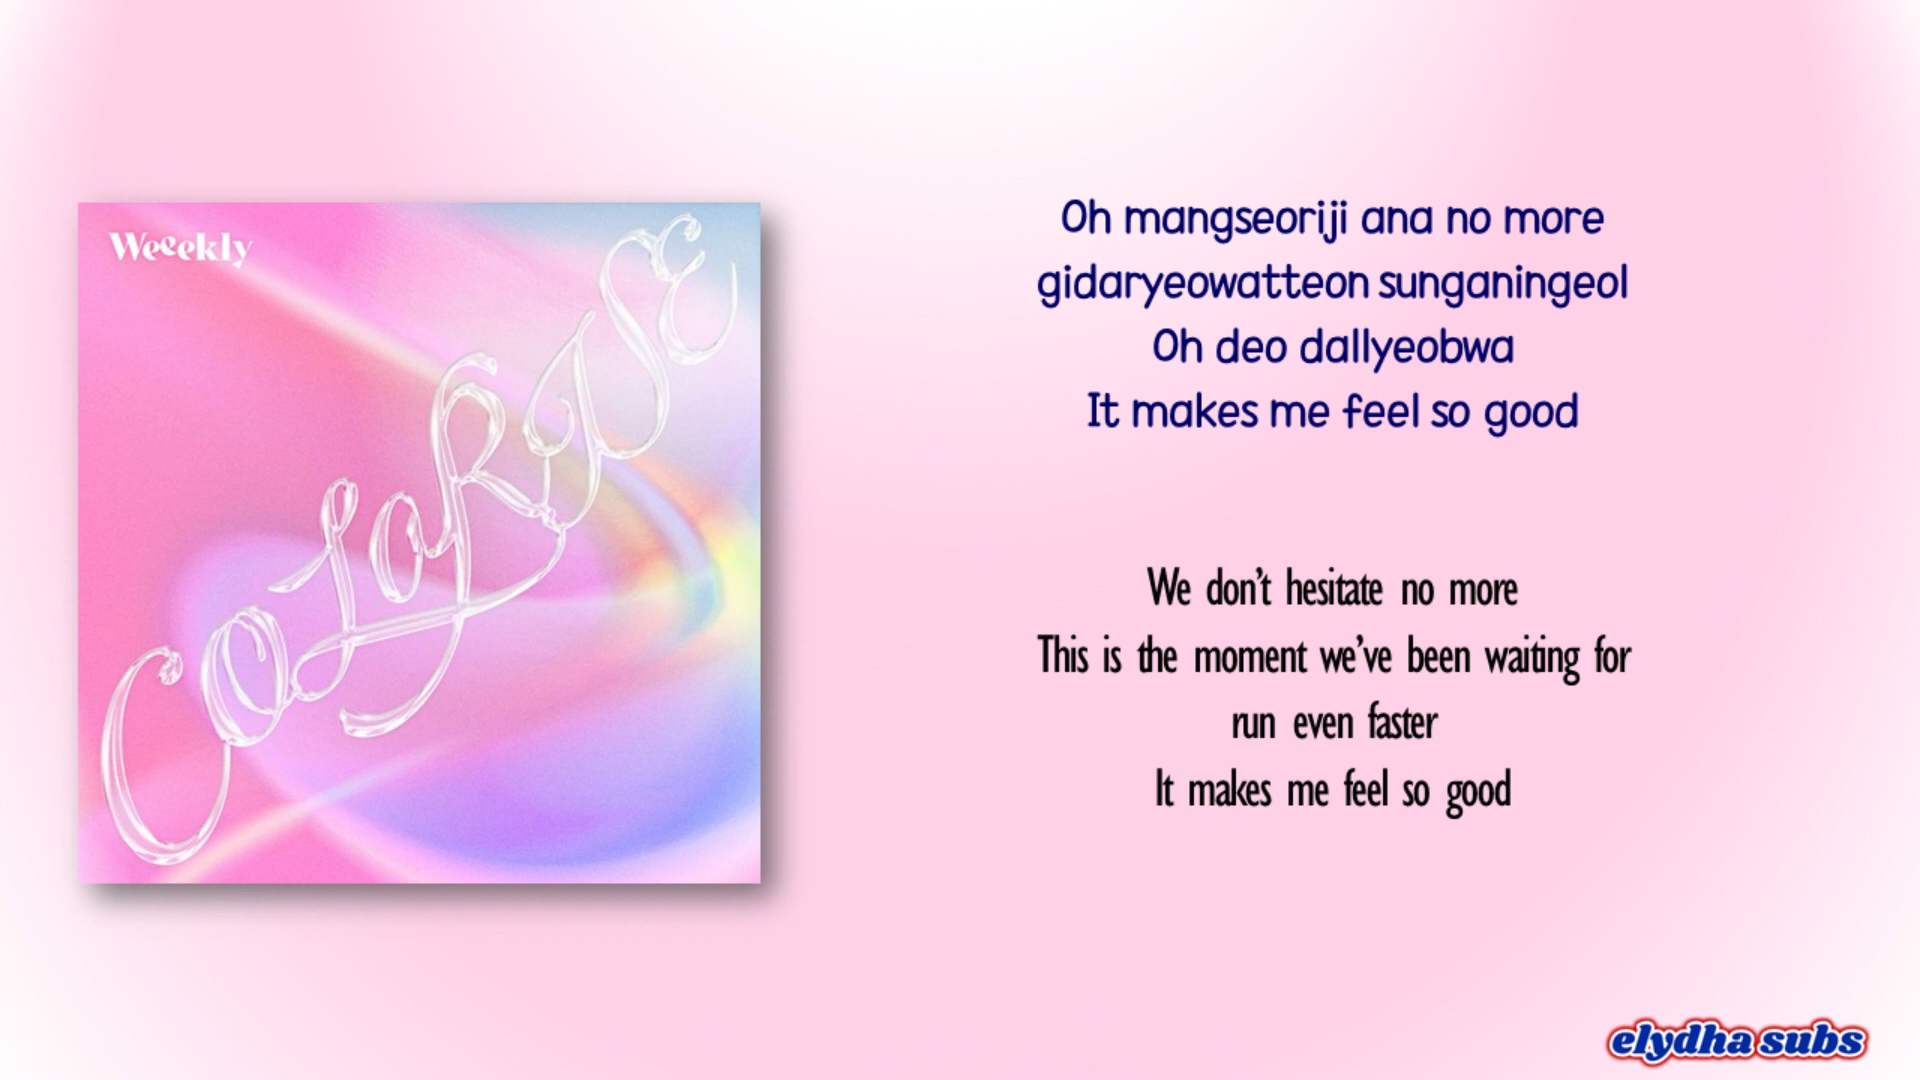 Weeekly
COLORISE
Oh mangseoriji ana no more
gidaryeowatteon sunganingeol
Oh deo dallyeobwa
It makes me feel so good
We don't hesitate no more
This is the moment we've been waiting for
run even faster
It makes me feel so good
elydha subs